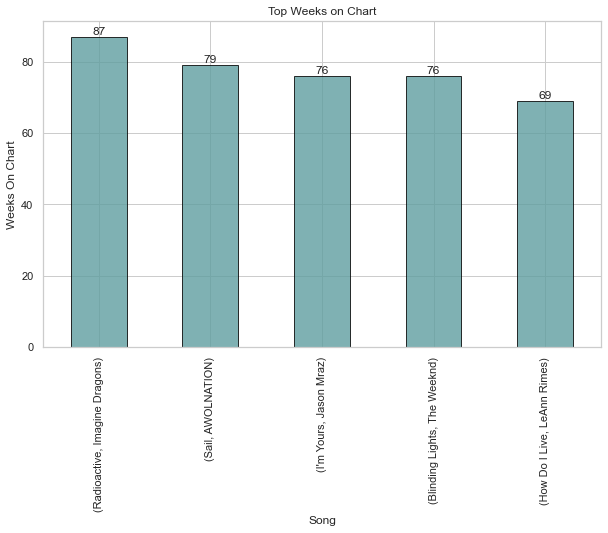 Top Weeks on Chart
87
79
76
76
69
Weeks On Chart
80
60
40
20
0
(Radioactive, Imagine Dragons)
(Sail, AWOLNATION)
(I'm Yours, Jason Mraz)
(Blinding Lights, The Weeknd)
(How Do I Live, LeAnn Rimes)
Song